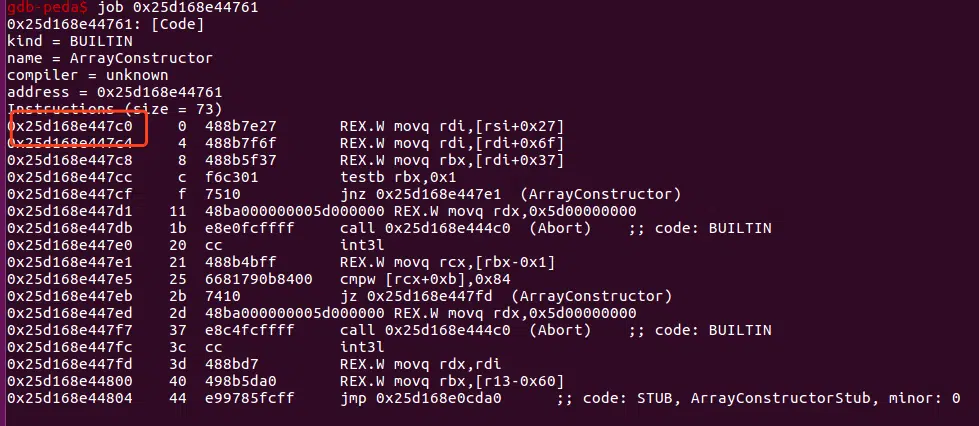 gdb-peda$ job 0x25d168e44761
0x25d168e44761: [Code]
kind = BUILTIN
name = ArrayConstructor
compiler = unknown
address = 0x25d168e44761
Instructions (size = 73)
0x25d168e447c0 0 488b7e27 REX.W movq rdi,[rsi+0x27]
0x25d168e447c4 4 488b7f6f REX.W movq rdi,[rdi+0x6f]
0x25d168e447c8 8 488b5f37 REX.W movq rbx,[rdi+0x37]
0x25d168e447cc c f6c301 testb rbx,0x1
0x25d168e447cf f 7510 jnz 0x25d168e447e1 (ArrayConstructor)
0x25d168e447d1 11 48ba000000005d000000 REX.W movq rdx,0x5d00000000
0x25d168e447db 1b e8e0fcffff call 0x25d168e444c0 (Abort) ;; code: BUILTIN
0x25d168e447e0 20 cc int3l
0x25d168e447e1 21 488b4bff REX.W movq rcx,[rbx-0x1]
0x25d168e447e5 25 6681790b8400 cmpw [rcx+0xb],0x84
0x25d168e447eb 2b 7410 jz 0x25d168e447fd (ArrayConstructor)
0x25d168e447ed 2d 48ba000000005d000000 REX.W movq rdx,0x5d00000000
0x25d168e447f7 37 e8c4fcffff call 0x25d168e444c0 (Abort) ;; code: BUILTIN
0x25d168e447fc 3c cc int3l
0x25d168e447fd 3d 488bd7 REX.W movq rdx,rdi
0x25d168e44800 40 498b5da0 REX.W movq rbx,[r13-0x60]
0x25d168e44804 44 e99785fcff jmp 0x25d168e0cda0 ;; code: STUB, ArrayConstructorStub, minor: 0